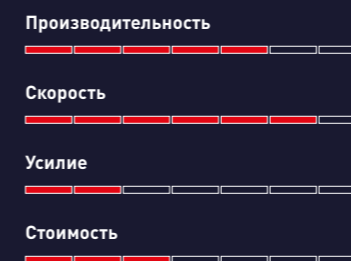 Производительность
Скорость
Усилие
Стоимость